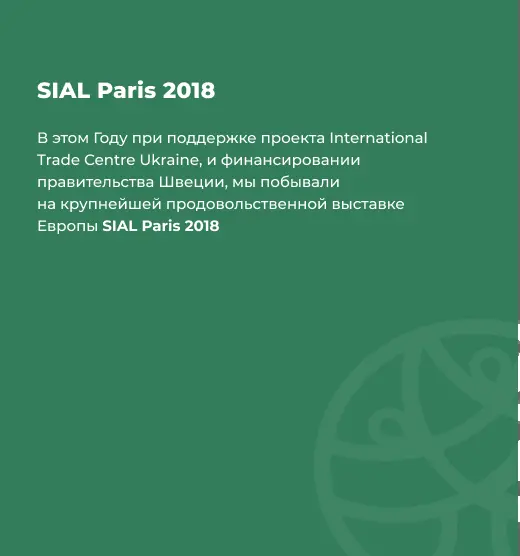 SIAL Paris 2018
В этом Году при поддержке проекта International
Trade Centre Ukraine, и финансировании
правительства Швеции, мы побывали
на крупнейшей продовольственной выставке
Европы SIAL Paris 2018